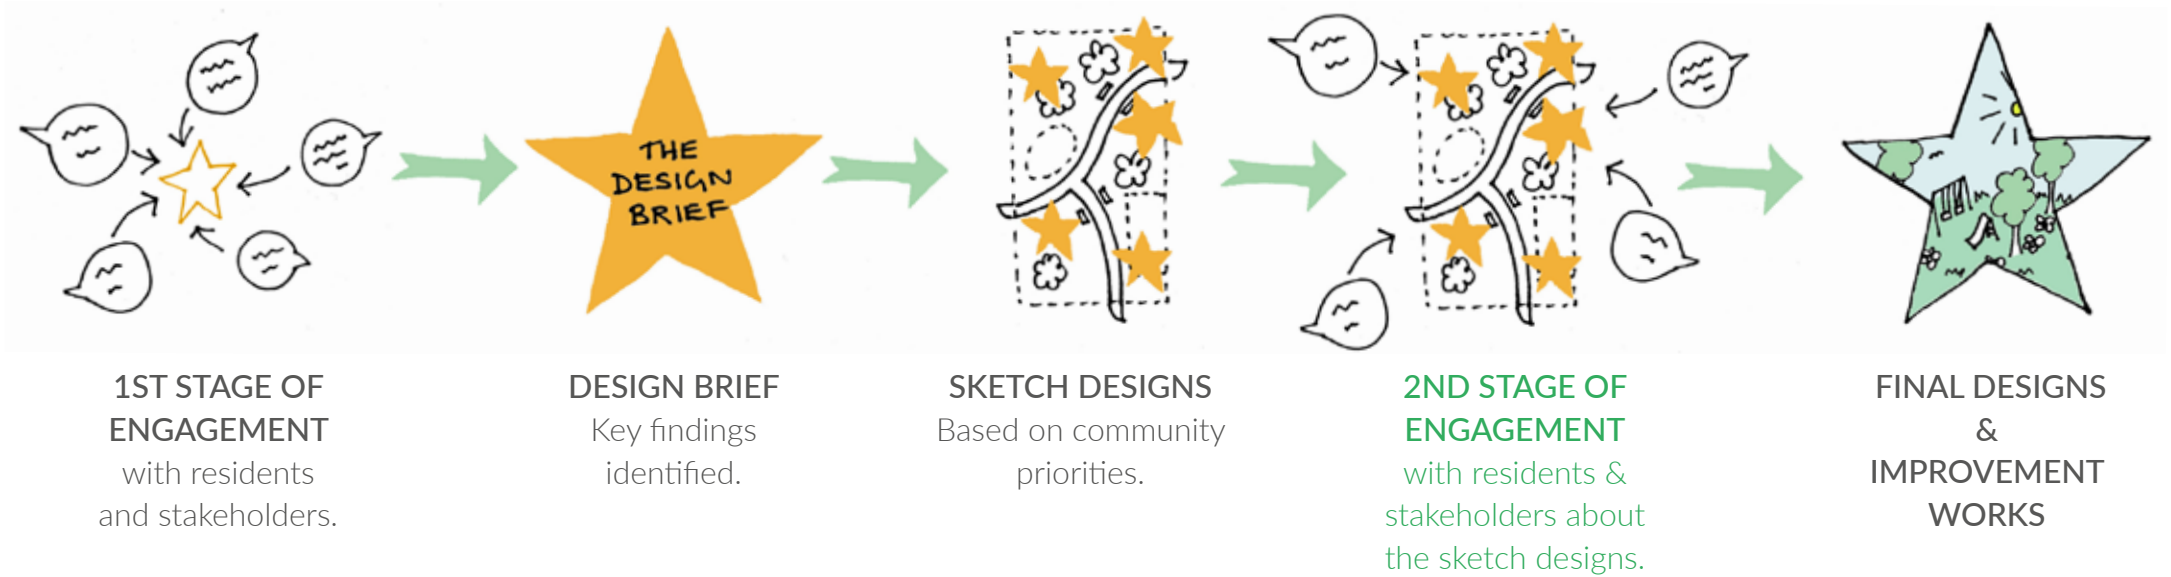 THE
DESIGN
BRIEF
1ST STAGE OF
ENGAGEMENT
with residents
and stakeholders.
DESIGN BRIEF
Key findings
identified.
SKETCH DESIGNS
Based on community
priorities.
2ND STAGE OF
ENGAGEMENT
with residents &
stakeholders about
the sketch designs.
FINAL DESIGNS
&
IMPROVEMENT
WORKS